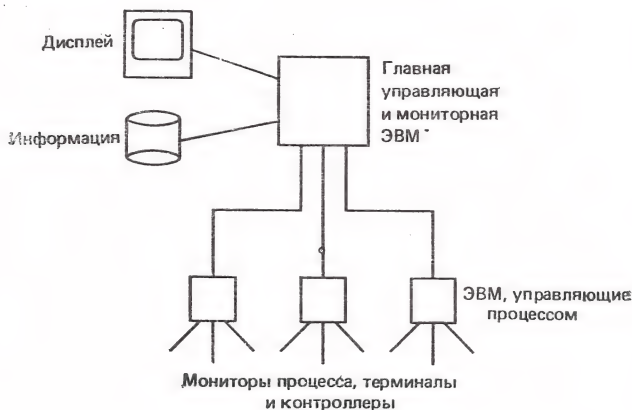 Дисплей
Информация
Главная
управляющая
и мониторная
ЭВМ
ЭВМ, управляющие
процессом
Мониторы процесса, терминалы
и контроллеры